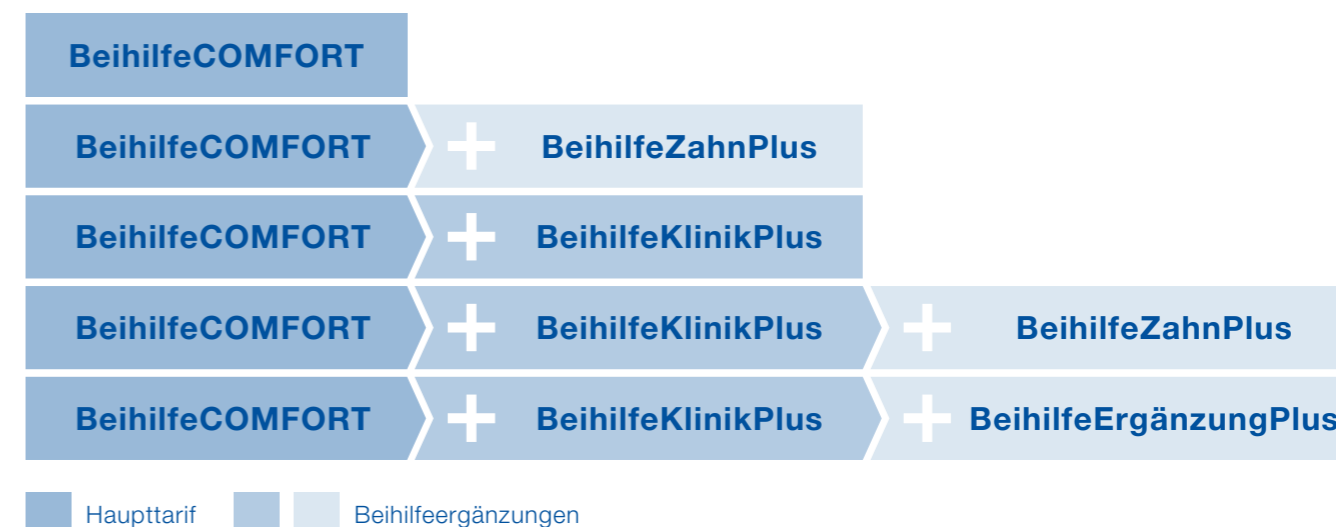 BeihilfeCOMFORT
BeihilfeCOMFORT + BeihilfeZahnPlus
BeihilfeCOMFORT + BeihilfeKlinikPlus
BeihilfeCOMFORT + BeihilfeKlinikPlus + BeihilfeZahnPlus
BeihilfeCOMFORT + BeihilfeKlinikPlus + BeihilfeErgänzungPlus
Haupttarif Beihilfeergänzungen